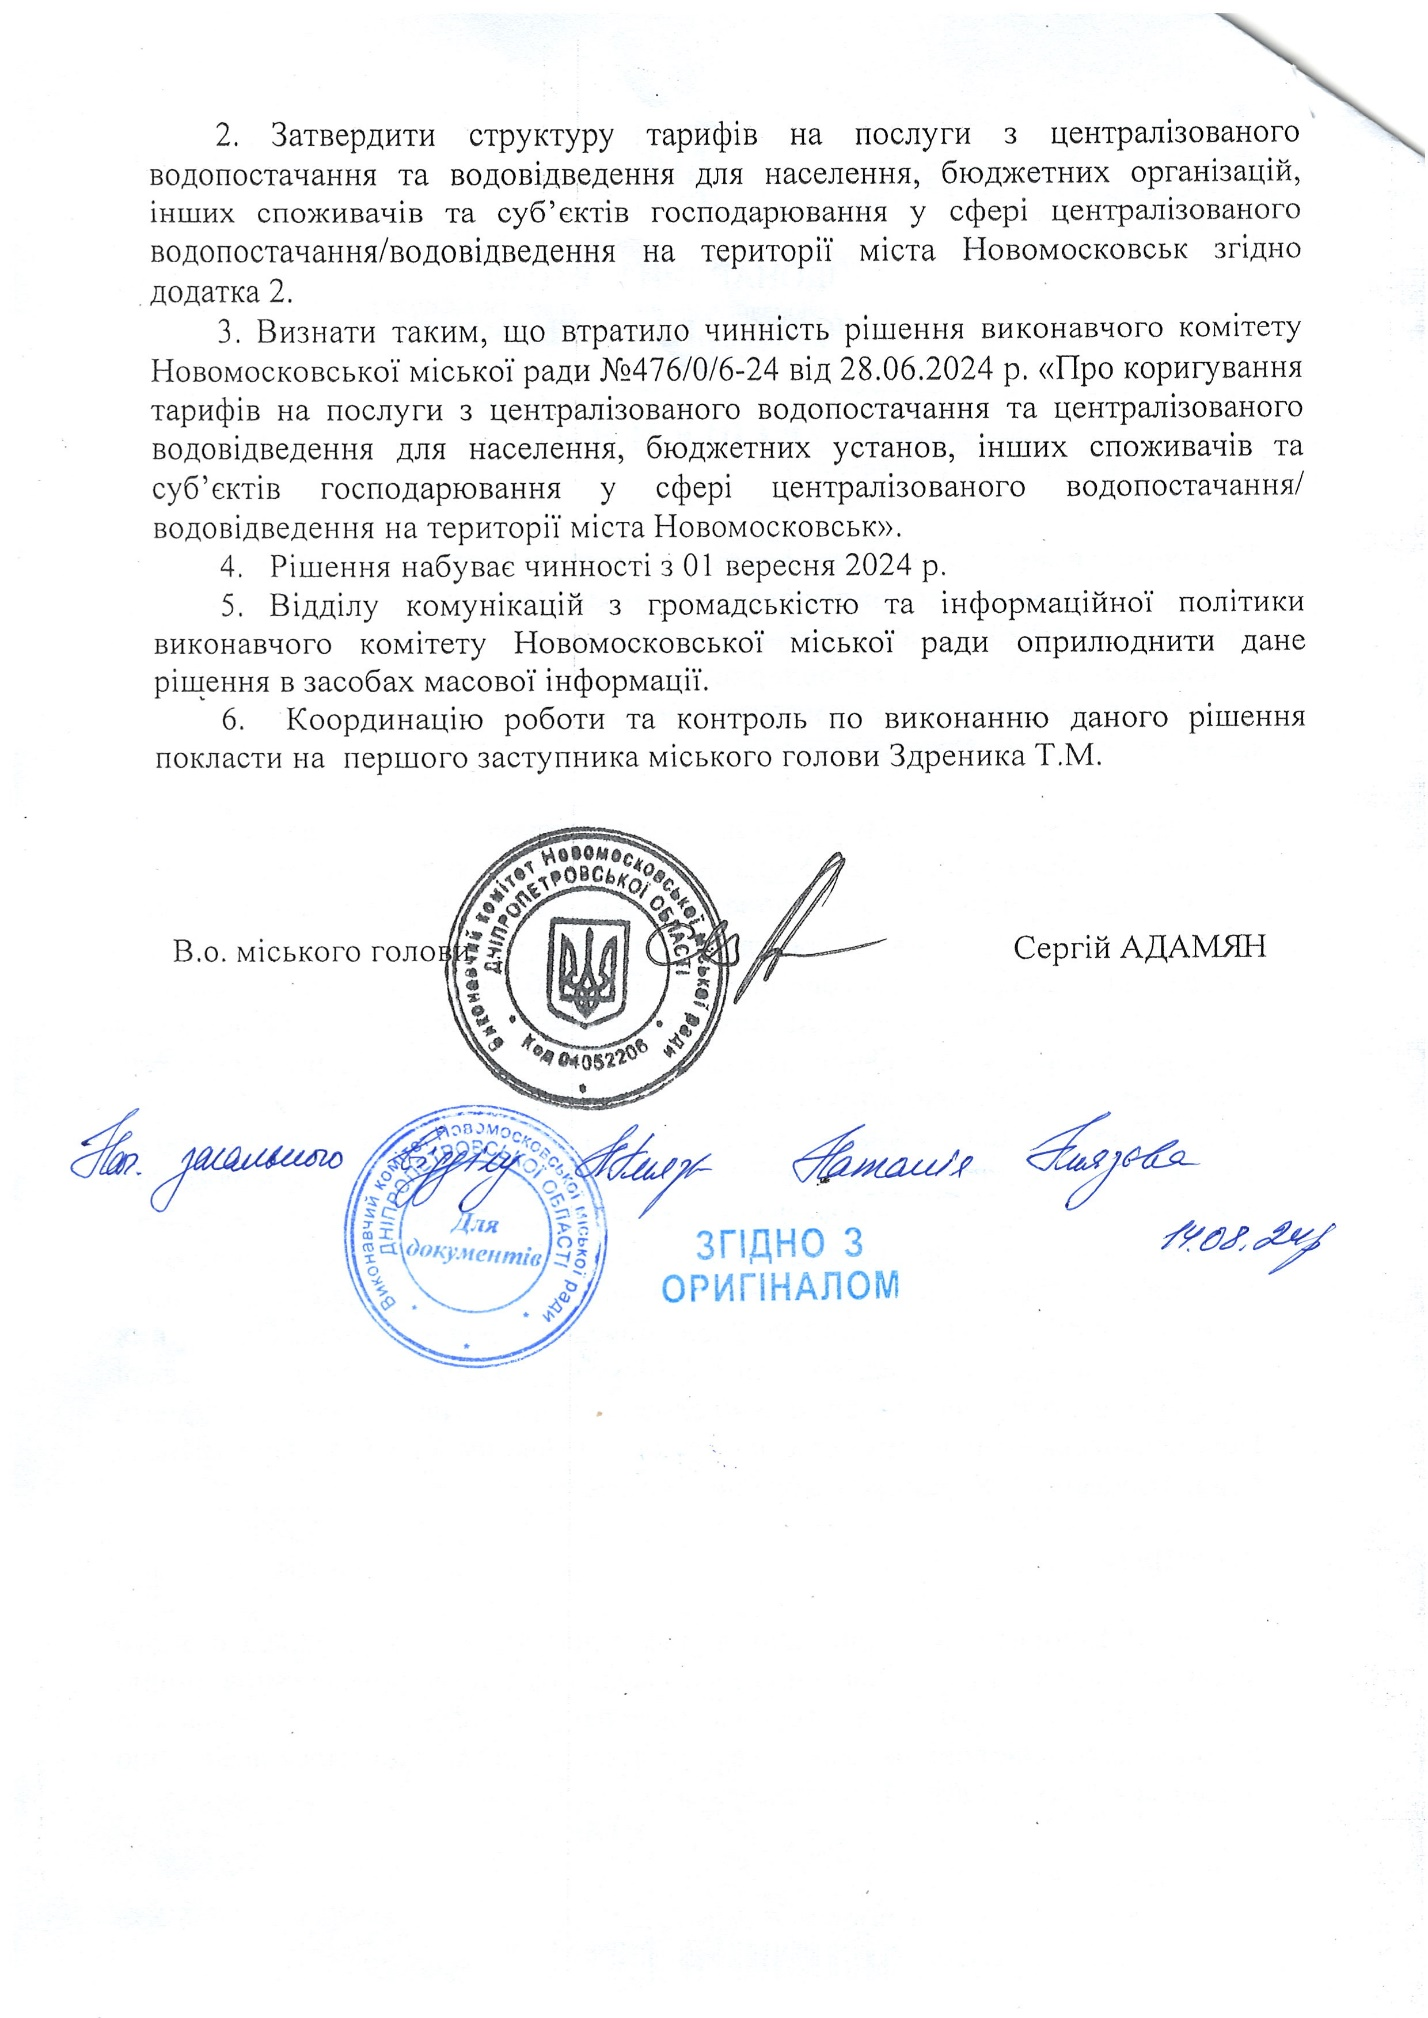 2. Затвердити структуру тарифів на послуги з централізованого
водопостачання та водовідведення для населення, бюджетних організацій,
інших споживачів та суб’єктів господарювання у сфері централізованого
водопостачання/водовідведення на території міста Новомосковськ згідно
додатка 2.
3. Визнати таким, що втратило чинність рішення виконавчого комітету
Новомосковської міської ради №476/0/6-24 від 28.06.2024 р. «Про коригування
тарифів на послуги з централізованого водопостачання та централізованого
водовідведення для населення, бюджетних установ, інших споживачів та
суб’єктів господарювання у сфері централізованого водопостачання/
водовідведення на території міста Новомосковськ».
4. Рішення набуває чинності з 01 вересня 2024 р.
5. Відділу комунікацій з громадськістю та інформаційної політики
виконавчого комітету Новомосковської міської ради оприлюднити дане
рішення в засобах масової інформації.
6. Координацію роботи та контроль по виконанню даного рішення
покласти на першого заступника міського голови Здреника Т.М.
В.о. міського голови
Сергій АДАМЯН
Виконавчий комітет Новомосковської міської ради
ДНІПРОПЕТРОВСЬКОЇ ОБЛАСТІ
Код 04052206
Нач. загального відділу Наталія Князєва
Виконавчий комітет Новомосковської міської ради
ДНІПРОПЕТРОВСЬКОЇ ОБЛАСТІ
Для
документів
ЗГІДНО З
ОРИГІНАЛОМ
14.08.24р